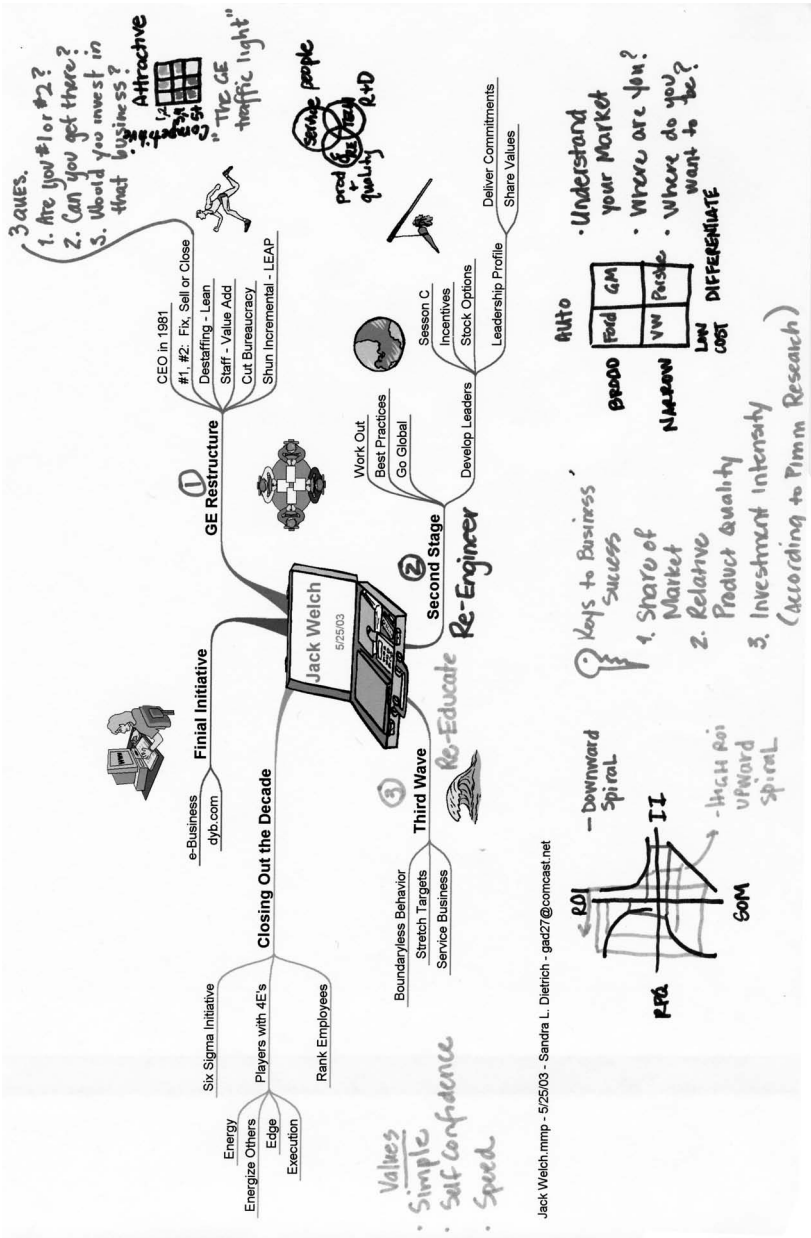 3 QUES.
1. Are you #1 or #2?
2. Can you get there?
3. Would you invest in
that business?
Attractive
"The GE
traffic light"
service people
prod
+
quality
TECH
R+D
Jack Welch
5/25/03
1
GE Restructure
CEO in 1981
#1, #2: Fix, Sell or Close
Destaffing - Lean
Staff - Value Add
Cut Bureaucracy
Shun Incremental - LEAP
2
Second Stage
Re-Engineer
Work Out
Best Practices
Go Global
Develop Leaders
Sesson C
Incentives
Stock Options
Leadership Profile
Deliver Commitments
Share Values
3
Third Wave
Re-Educate
Boundaryless Behavior
Stretch Targets
Service Business
Closing Out the Decade
Six Sigma Initiative
Players with 4E's
Energy
Energize Others
Edge
Execution
Rank Employees
Finial Initiative
e-Business
dyb.com
www
Values
· Simple
· Self Confidence
· Speed
Jack Welch.mmp - 5/25/03 - Sandra L. Dietrich - gad27@comcast.net
RPQ
II
SOM
- Downward
Spiral
- HIGH ROI
UPWARD
Spiral
Keys to Business
Success
1. Share of
Market
2. Relative
Product Quality
3. Investment Intensity
(According to Pimm Research)
AUTO
BROAD
Ford
GM
NARROW
VW
Porshe
LOW
COST
DIFFERENTIATE
· Understand
your Market
· Where are you?
· Where do you
want to be?